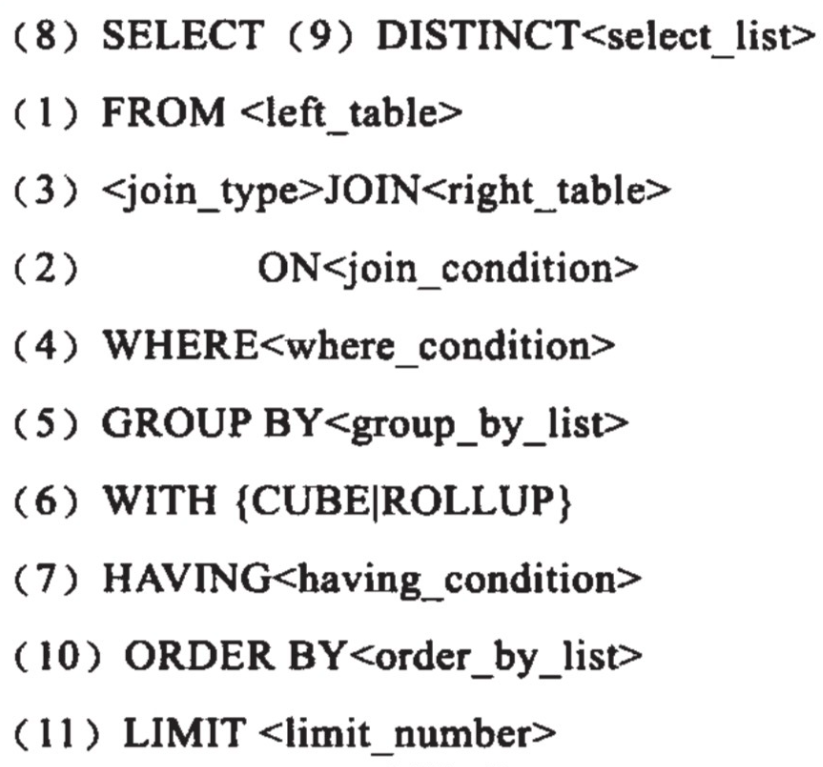 (8) SELECT (9) DISTINCT<select_list>
(1) FROM <left_table>
(3) <join_type>JOIN<right_table>
(2) ON<join_condition>
(4) WHERE<where_condition>
(5) GROUP BY<group_by_list>
(6) WITH {CUBE|ROLLUP}
(7) HAVING<having_condition>
(10) ORDER BY<order_by_list>
(11) LIMIT <limit_number>